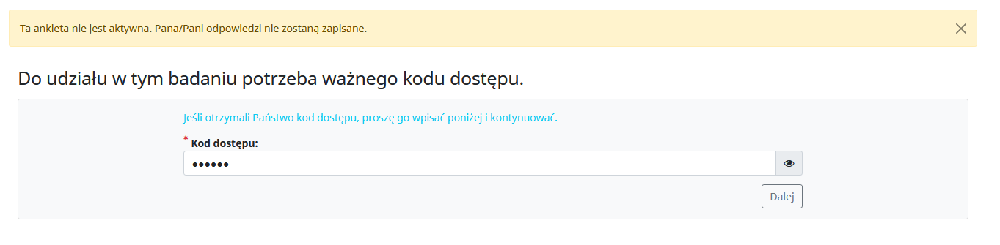 Ta ankieta nie jest aktywna. Pana/Pani odpowiedzi nie zostaną zapisane.
Do udziału w tym badaniu potrzeba ważnego kodu dostępu.
Jeśli otrzymali Państwo kod dostępu, proszę go wpisać poniżej i kontynuować.
* Kod dostępu:
••••••
Dalej